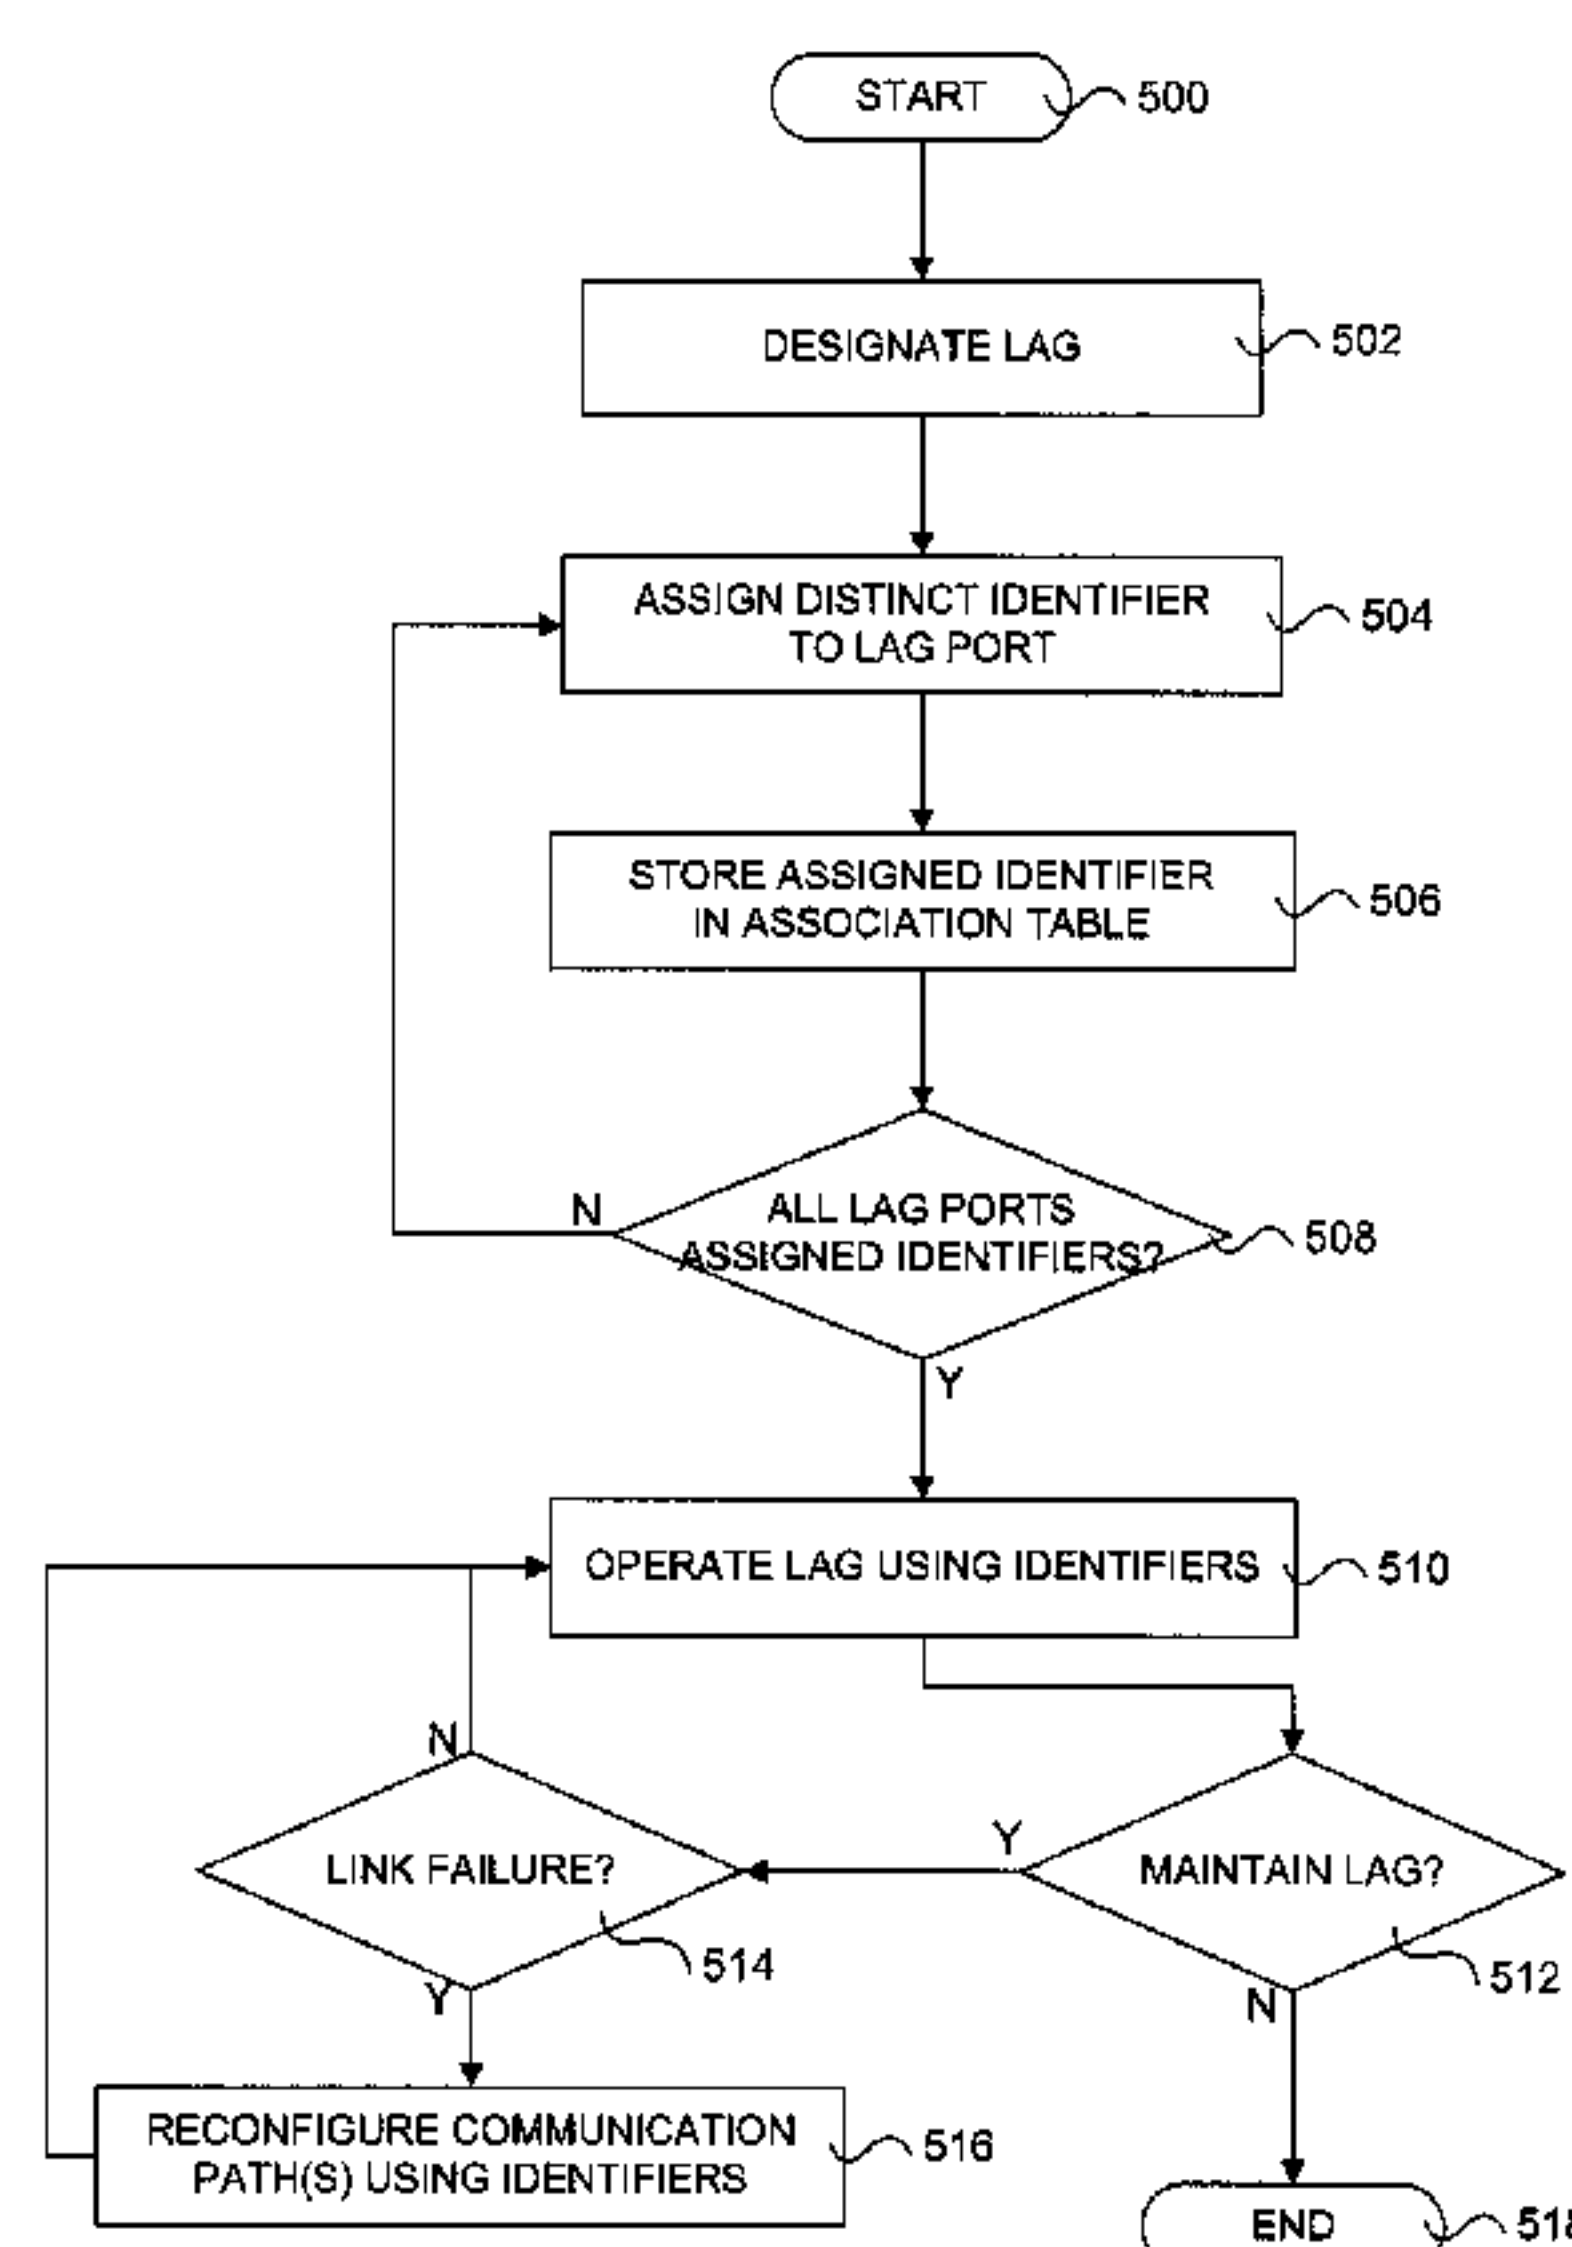 START
500
DESIGNATE LAG
502
ASSIGN DISTINCT IDENTIFIER
TO LAG PORT
504
STORE ASSIGNED IDENTIFIER
IN ASSOCIATION TABLE
506
N
ALL LAG PORTS
ASSIGNED IDENTIFIERS?
508
Y
OPERATE LAG USING IDENTIFIERS
510
N
LINK FAILURE?
514
Y
Y
MAINTAIN LAG?
512
N
RECONFIGURE COMMUNICATION
PATH(S) USING IDENTIFIERS
516
END
518